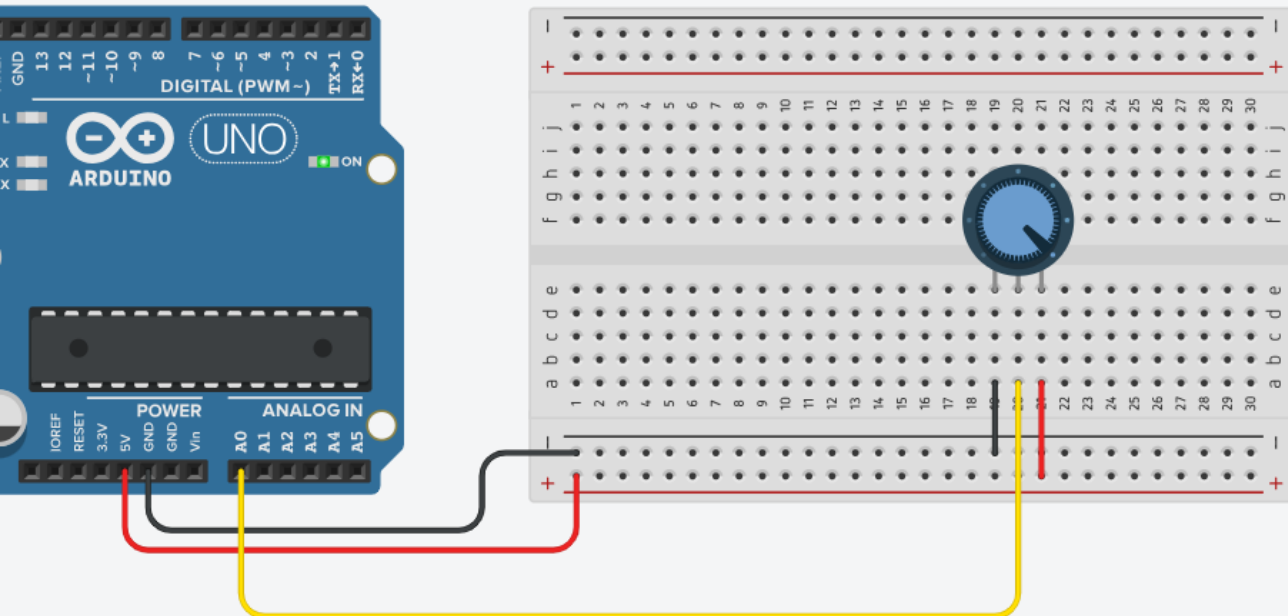 GND 13 12 ~11 ~10 ~9 8 7 ~6 ~5 4 ~3 2 TX→1 RX←0
DIGITAL (PWM~)
L
UNO
X
ON
X
ARDUINO
POWER
ANALOG IN
IOREF RESET 3.3V 5V GND GND Vin A0 A1 A2 A3 A4 A5
− −
+ +
1 2 3 4 5 6 7 8 9 10 11 12 13 14 15 16 17 18 19 20 21 22 23 24 25 26 27 28 29 30
j j
i i
h h
g g
f f
e e
d d
c c
b b
a a
1 2 3 4 5 6 7 8 9 10 11 12 13 14 15 16 17 18 19 20 21 22 23 24 25 26 27 28 29 30
− −
+ +